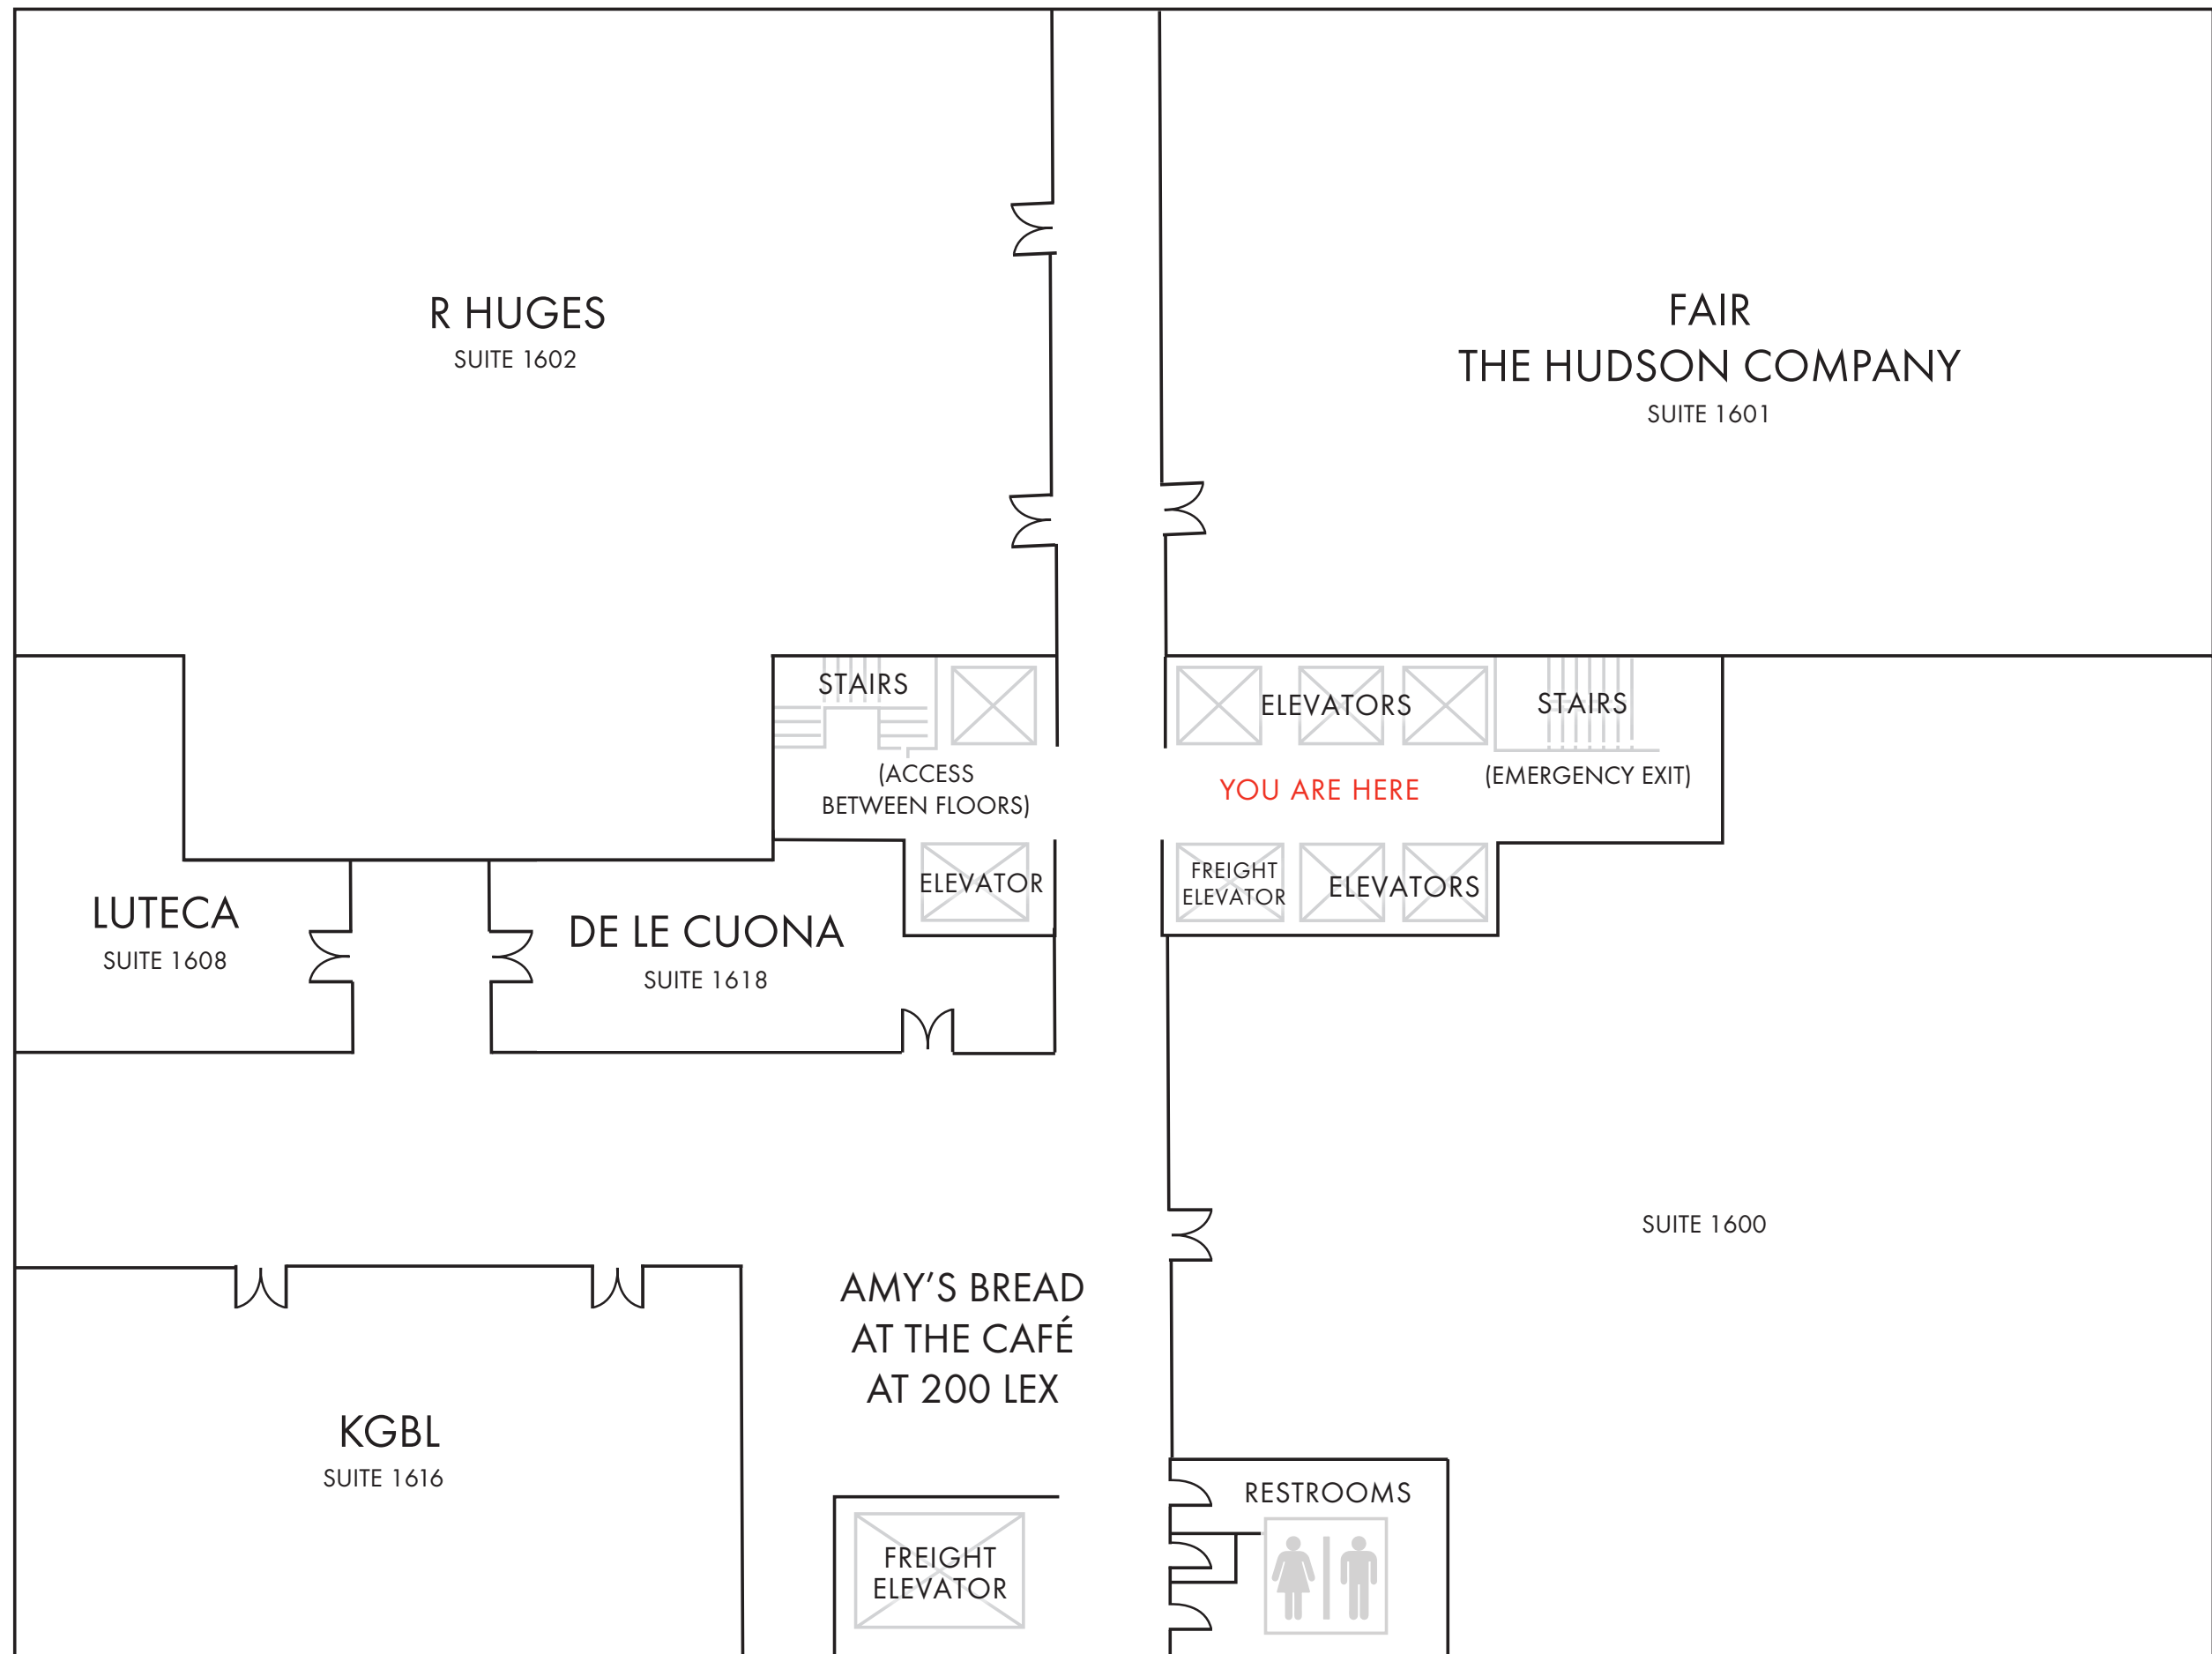 R HUGES
SUITE 1602
FAIR
THE HUDSON COMPANY
SUITE 1601
STAIRS
(ACCESS
BETWEEN FLOORS)
ELEVATORS
STAIRS
(EMERGENCY EXIT)
YOU ARE HERE
ELEVATOR
FREIGHT
ELEVATOR
ELEVATORS
LUTECA
SUITE 1608
DE LE CUONA
SUITE 1618
SUITE 1600
AMY’S BREAD
AT THE CAFÉ
AT 200 LEX
KGBL
SUITE 1616
FREIGHT
ELEVATOR
RESTROOMS